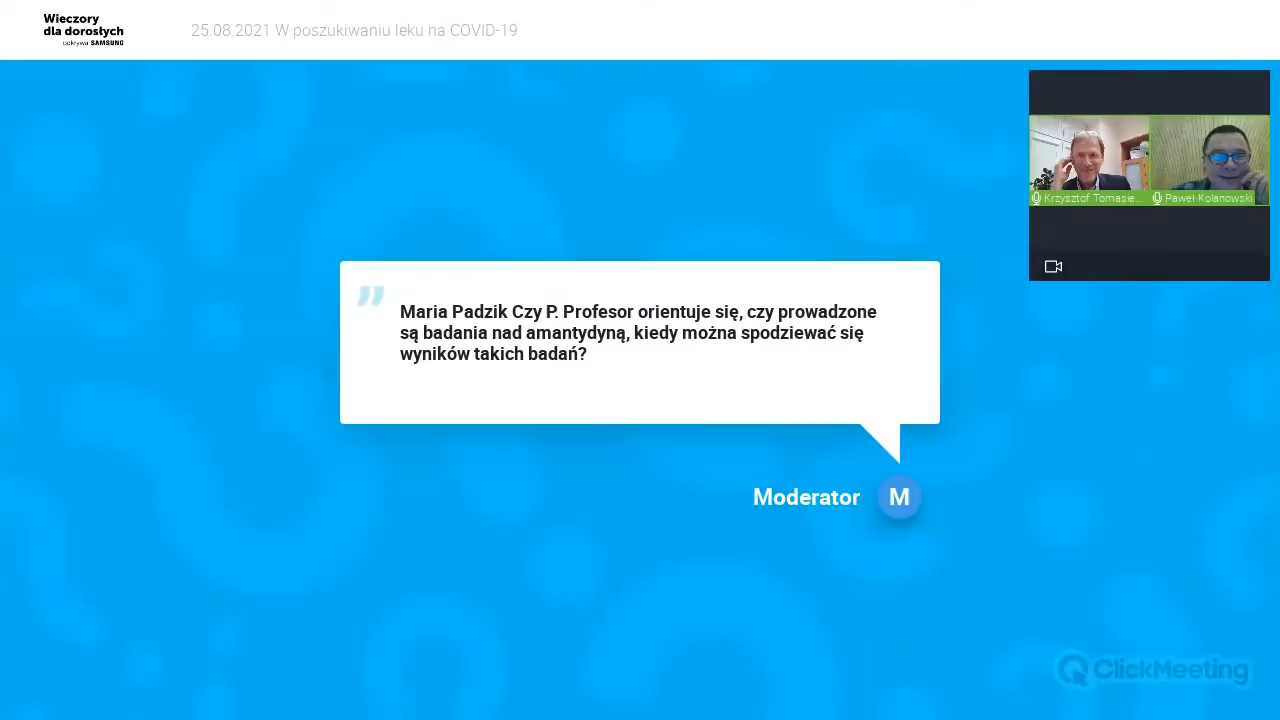 Wieczory
dla dorosłych
odkrywa SAMSUNG
25.08.2021 W poszukiwaniu leku na COVID-19
Krzysztof Tomasie...
Paweł Kolanowski
Maria Padzik Czy P. Profesor orientuje się, czy prowadzone
są badania nad amantydyną, kiedy można spodziewać się
wyników takich badań?
Moderator
M
ClickMeeting